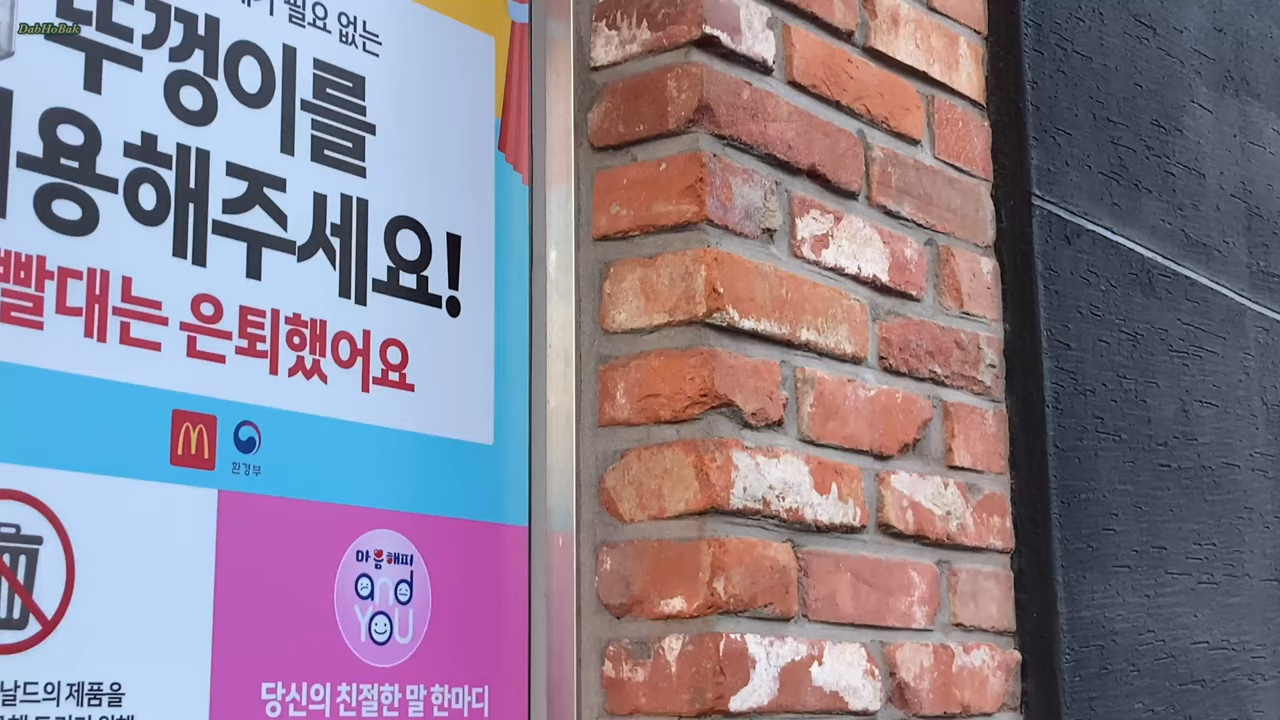 DabHoBak
필요 없는
뚜껑이를
용해주세요!
빨대는 은퇴했어요
환경부
마음해피
and
YOU
날드의 제품을
당신의 친절한 말 한마디